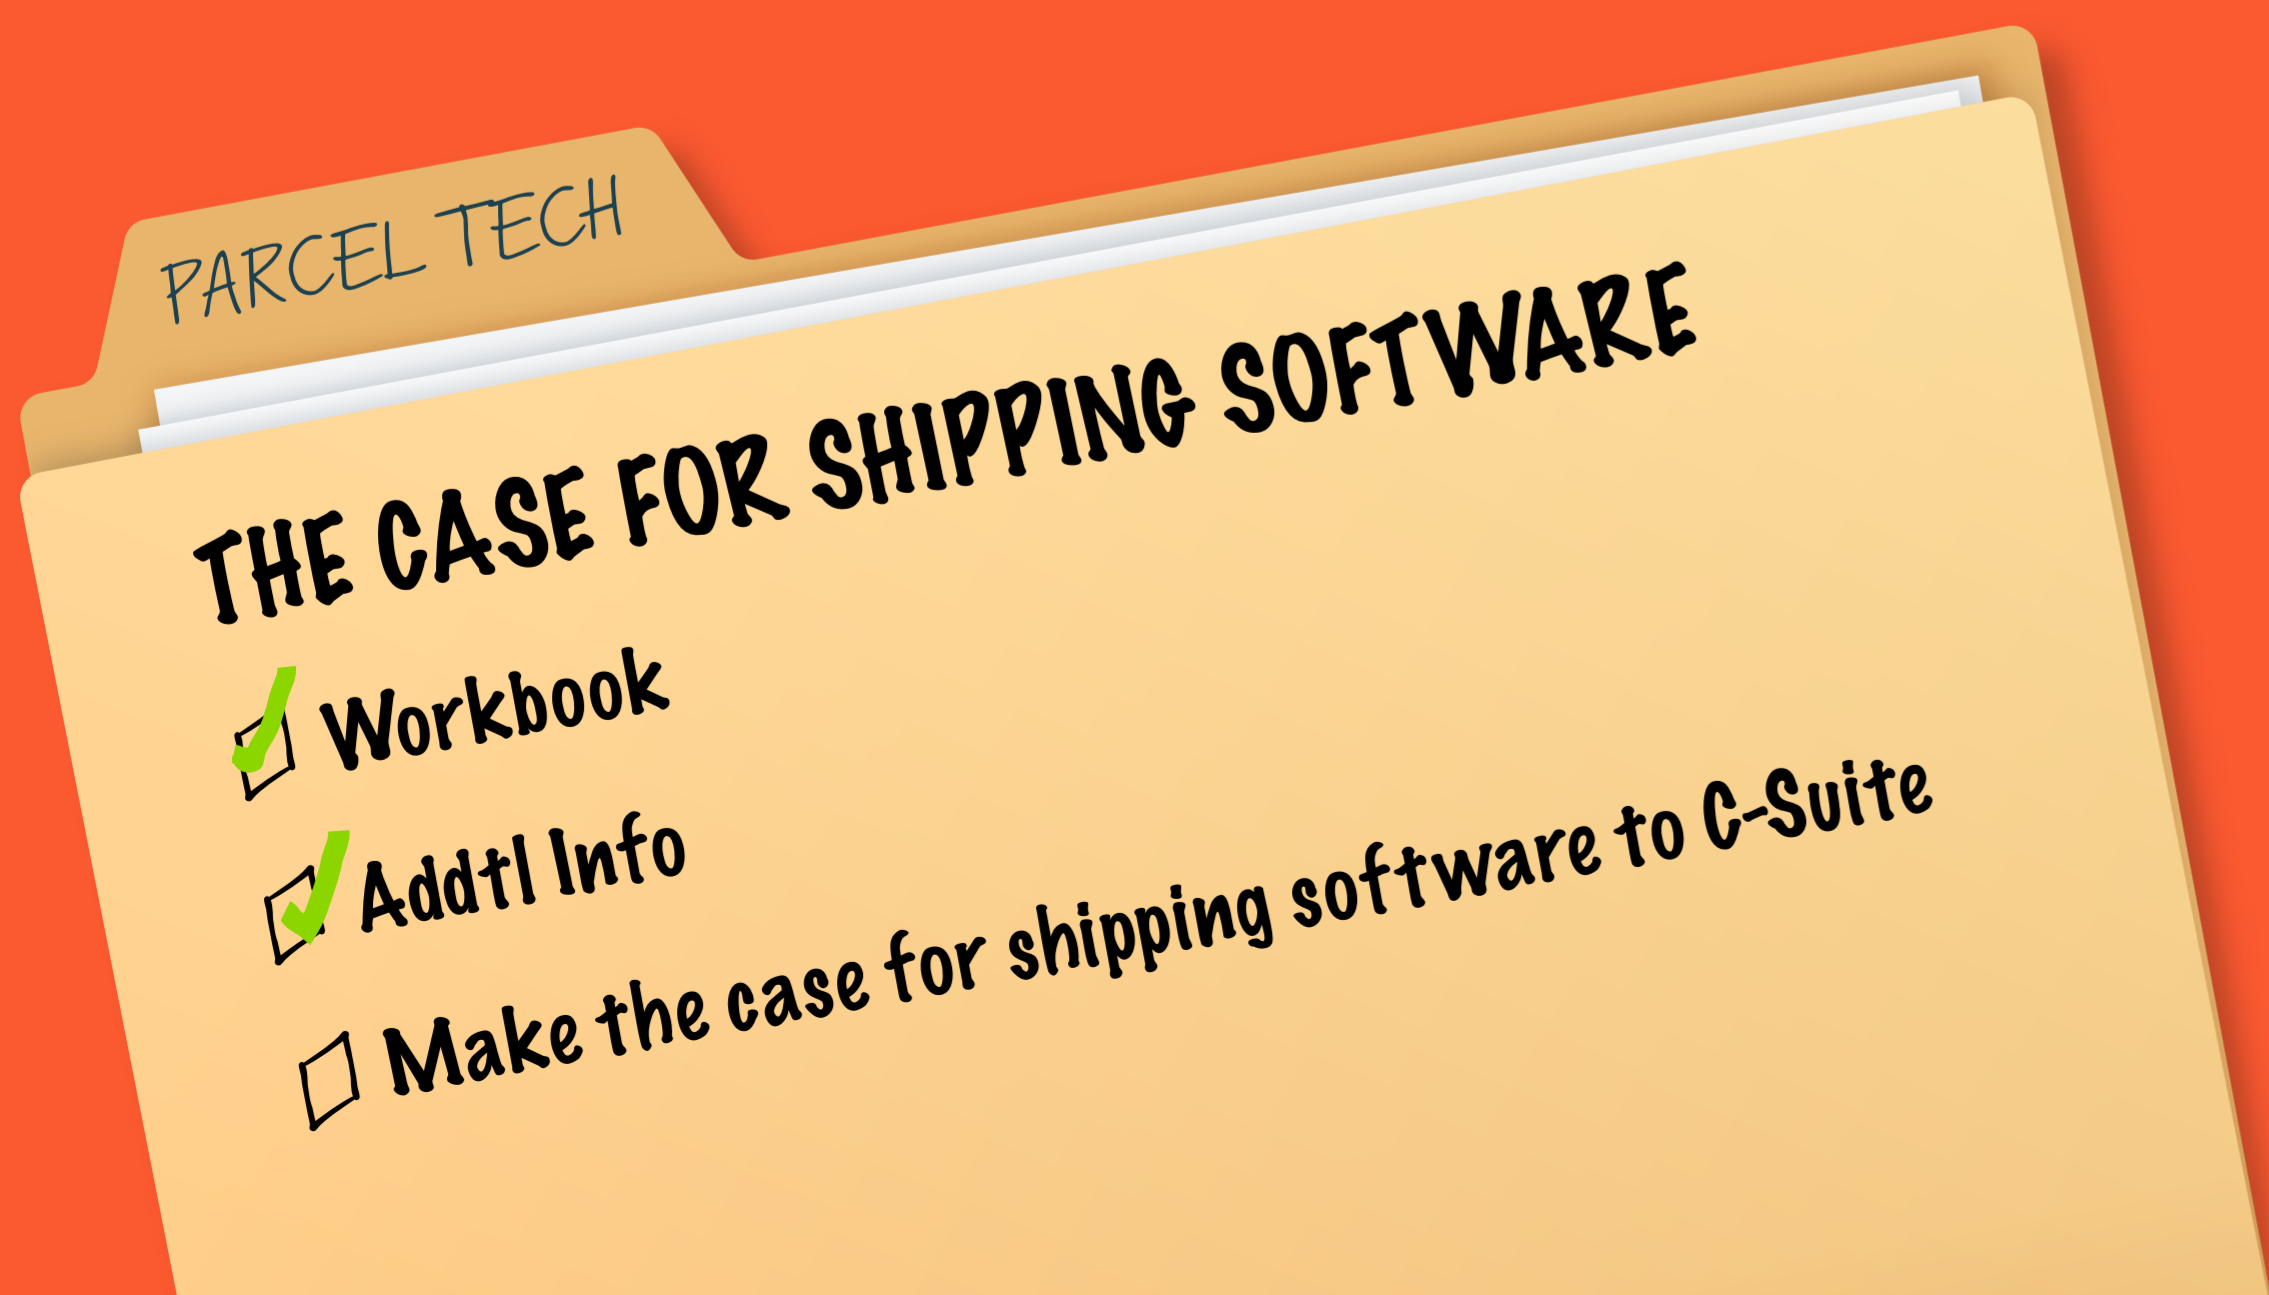 PARCEL TECH
THE CASE FOR SHIPPING SOFTWARE
Workbook
Addtl Info
Make the case for shipping software to C-Suite